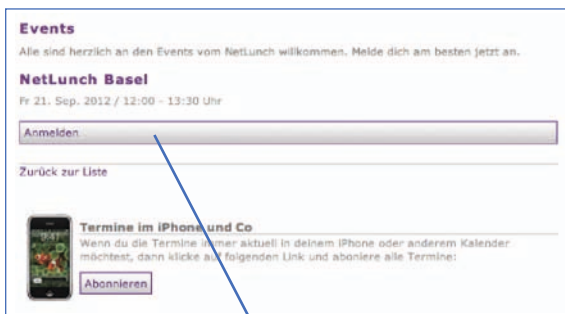 Events
Alle sind herzlich an den Events vom NetLunch willkommen. Melde dich am besten jetzt an.
NetLunch Basel
Fr 21. Sep. 2012 / 12:00 - 13:30 Uhr
Anmelden
Zurück zur Liste
Termine im iPhone und Co
Wenn du die Termine immer aktuell in deinem iPhone oder anderem Kalender
möchtest, dann klicke auf folgenden Link und aboniere alle Termine:
Abonnieren